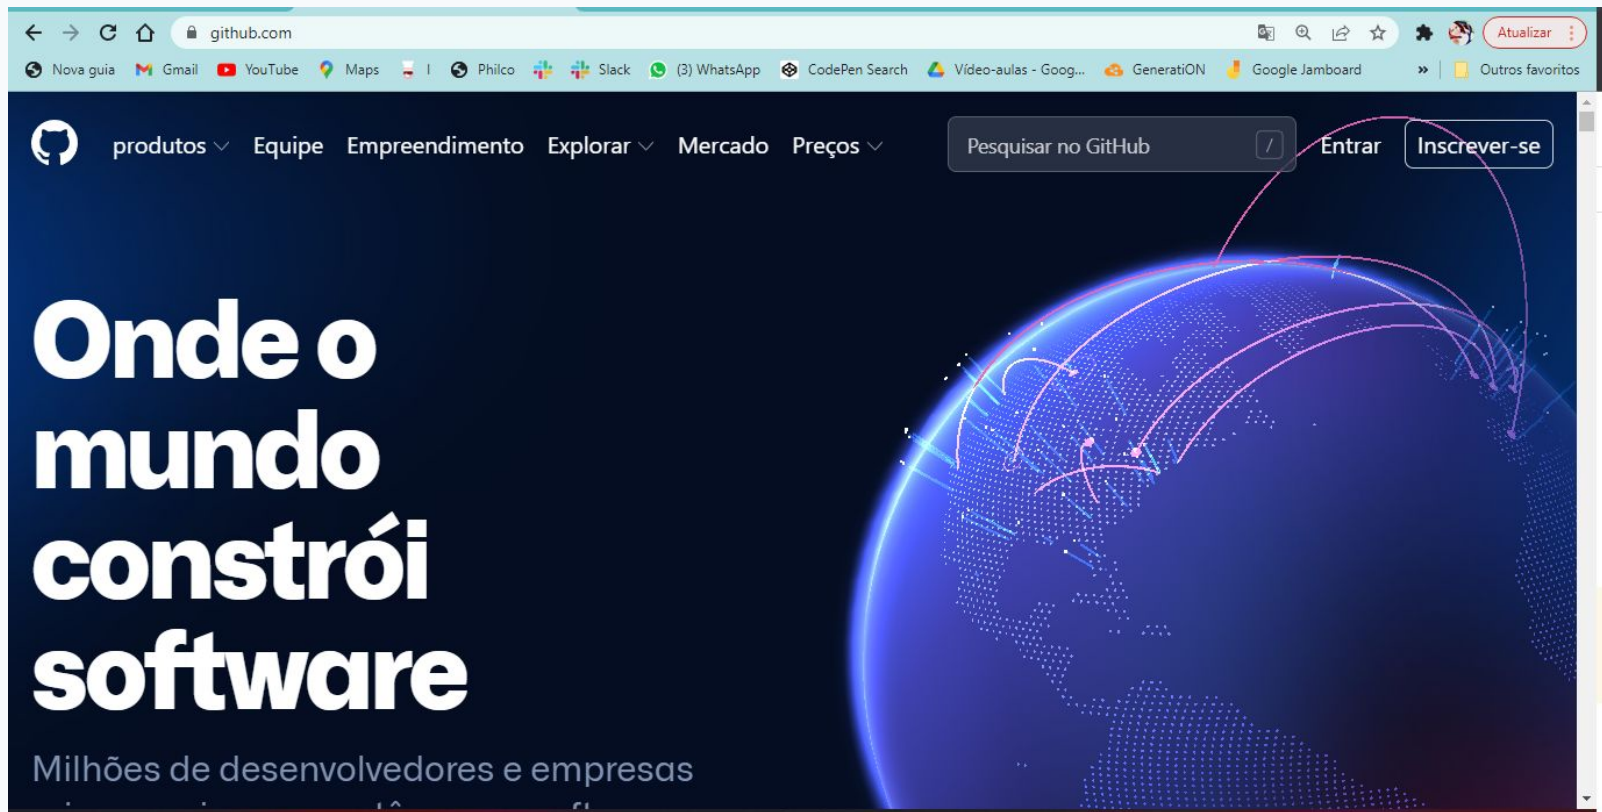 github.com
Atualizar
Nova guia Gmail YouTube Maps I Philco Slack (3) WhatsApp CodePen Search Vídeo-aulas - Goog... GeneratiON Google Jamboard » Outros favoritos
produtos Equipe Empreendimento Explorar Mercado Preços Pesquisar no GitHub / Entrar Inscrever-se
Onde o
mundo
constrói
software
Milhões de desenvolvedores e empresas